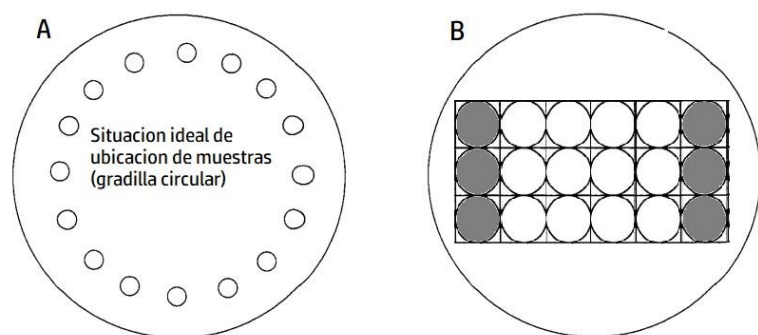 A
B
Situacion ideal de
ubicacion de muestras
(gradilla circular)